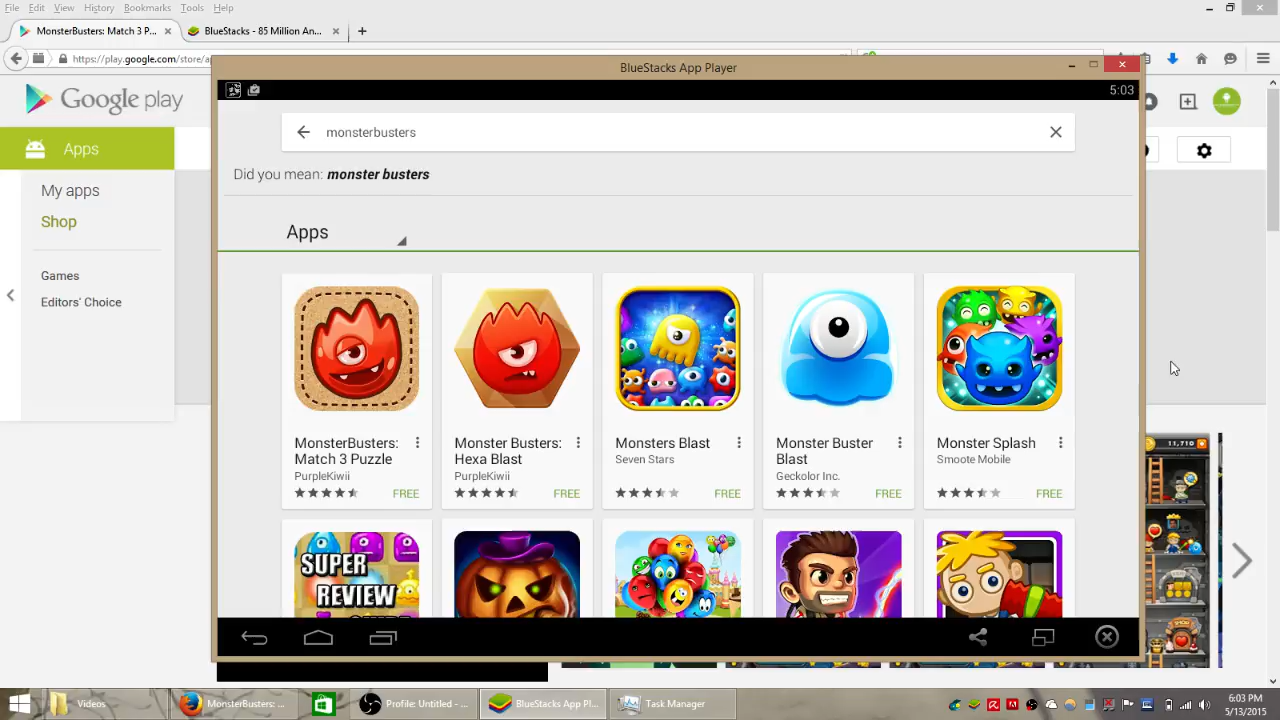 File Edit View History Bookmarks Tools Help
MonsterBusters: Match 3 P...
BlueStacks - 85 Million An...
https://play.google.com/store/a
BlueStacks App Player
5:03
Google play
monsterbusters
Apps
Did you mean: monster busters
My apps
Shop
Apps
Games
Editors' Choice
MonsterBusters: Match 3 Puzzle
PurpleKiwii
FREE
Monster Busters: Hexa Blast
PurpleKiwii
FREE
Monsters Blast
Seven Stars
FREE
Monster Buster Blast
Geckolor Inc.
FREE
Monster Splash
Smoote Mobile
FREE
11,710
SUPER
REVIEW
Videos
MonsterBusters: ...
Profile: Untitled - ...
BlueStacks App Pl...
Task Manager
6:03 PM
5/13/2015